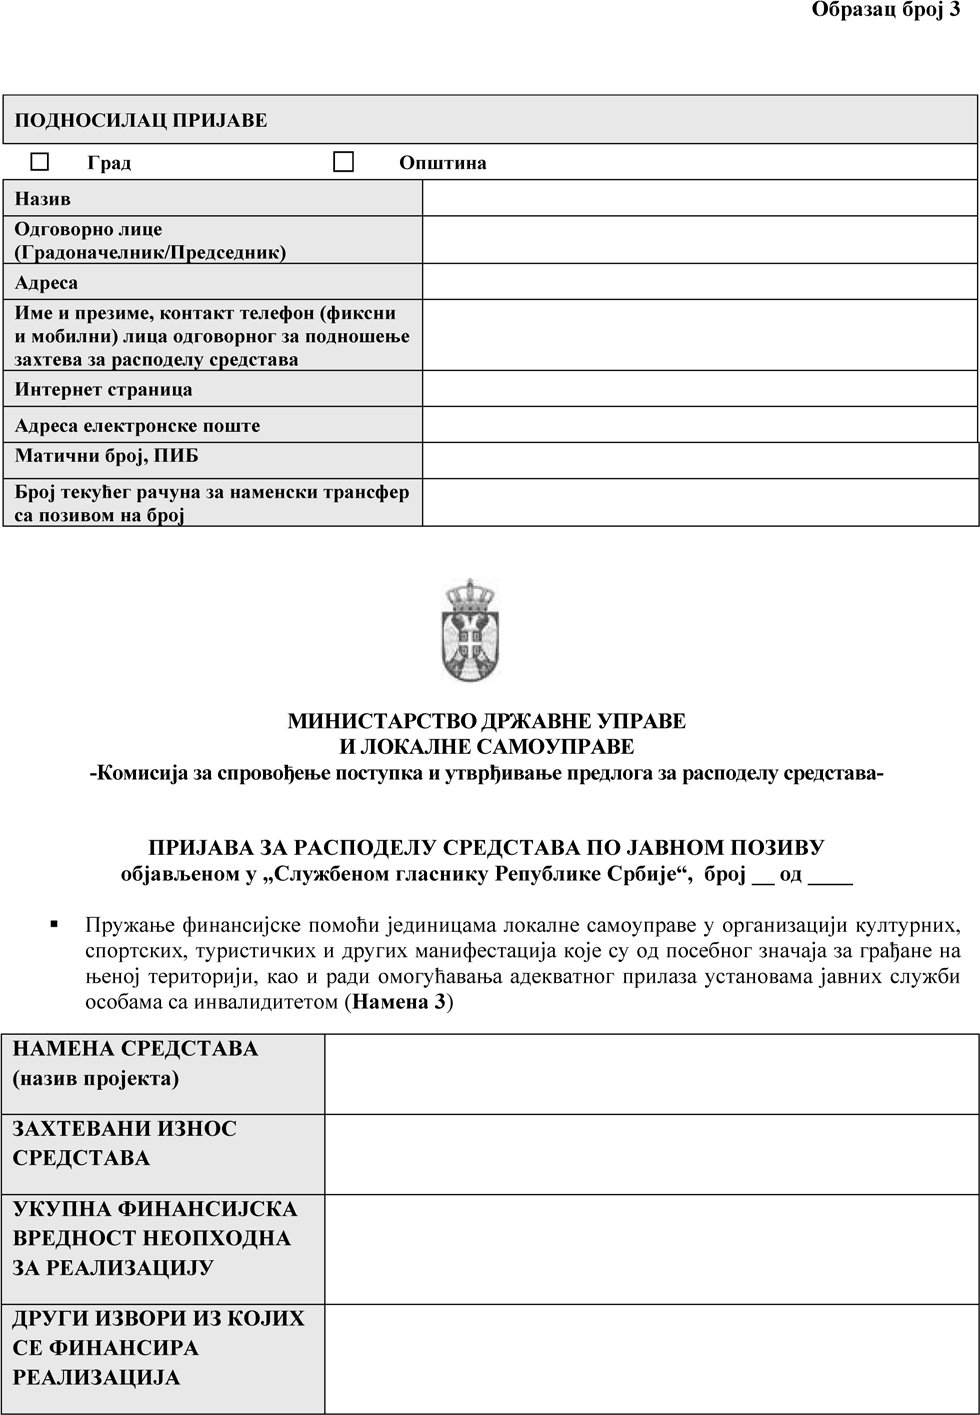 Образац број 3
ПОДНОСИЛАЦ ПРИЈАВЕ
Град Општина
Назив
Одговорно лице
(Градоначелник/Председник)
Адреса
Име и презиме, контакт телефон (фиксни
и мобилни) лица одговорног за подношење
захтева за расподелу средстава
Интернет страница
Адреса електронске поште
Матични број, ПИБ
Број текућег рачуна за наменски трансфер
са позивом на број
МИНИСТАРСТВО ДРЖАВНЕ УПРАВЕ
И ЛОКАЛНЕ САМОУПРАВЕ
-Комисија за спровођење поступка и утврђивање предлога за расподелу средстава-
ПРИЈАВА ЗА РАСПОДЕЛУ СРЕДСТАВА ПО ЈАВНОМ ПОЗИВУ
објављеном у „Службеном гласнику Републике Србије“, број __ од ____
▪ Пружање финансијске помоћи јединицама локалне самоуправе у организацији културних,
спортских, туристичких и других манифестација које су од посебног значаја за грађане на
њеној територији, као и ради омогућавања адекватног прилаза установама јавних служби
особама са инвалидитетом (Намена 3)
НАМЕНА СРЕДСТАВА
(назив пројекта)
ЗАХТЕВАНИ ИЗНОС
СРЕДСТАВА
УКУПНА ФИНАНСИЈСКА
ВРЕДНОСТ НЕОПХОДНА
ЗА РЕАЛИЗАЦИЈУ
ДРУГИ ИЗВОРИ ИЗ КОЈИХ
СЕ ФИНАНСИРА
РЕАЛИЗАЦИЈА